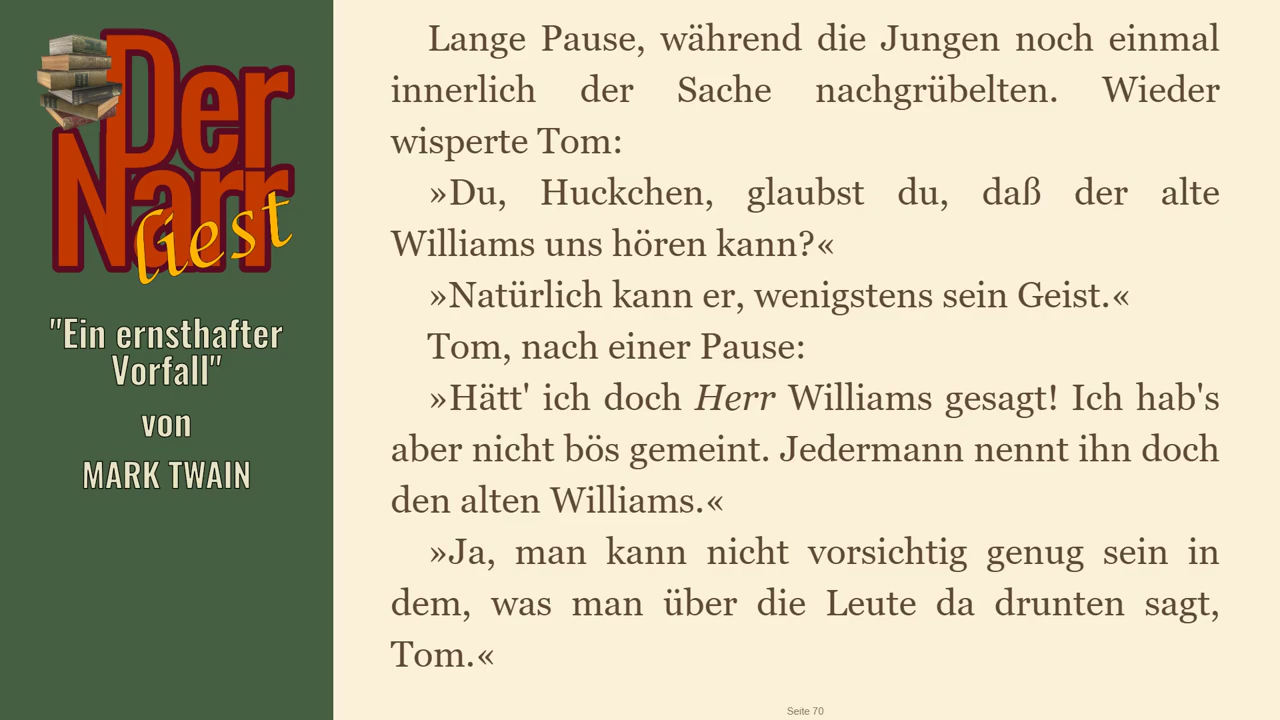 Der
Narr
liest
"Ein ernsthafter
Vorfall"
von
MARK TWAIN
Lange Pause, während die Jungen noch einmal
innerlich der Sache nachgrübelten. Wieder
wisperte Tom:
»Du, Huckchen, glaubst du, daß der alte
Williams uns hören kann?«
»Natürlich kann er, wenigstens sein Geist.«
Tom, nach einer Pause:
»Hätt' ich doch Herr Williams gesagt! Ich hab's
aber nicht bös gemeint. Jedermann nennt ihn doch
den alten Williams.«
»Ja, man kann nicht vorsichtig genug sein in
dem, was man über die Leute da drunten sagt,
Tom.«
Seite 70